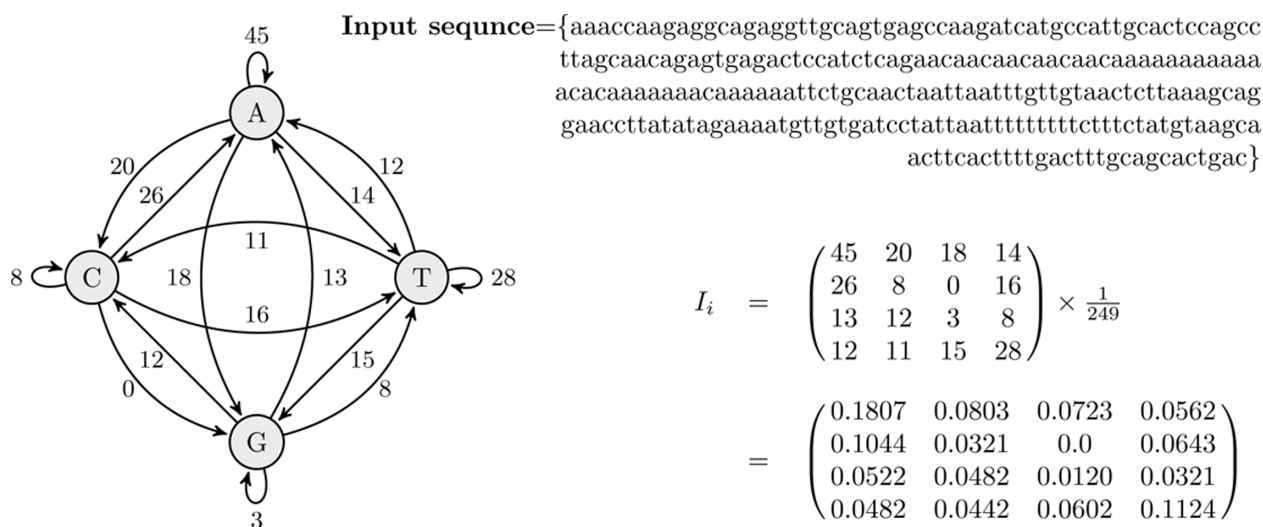 Input sequnce={aaaccaagaggcagaggttgcagtgagccaagatcatgccattgcactccagcc
ttagcaacagagtgagactccatctcagaacaacaacaacaacaaaaaaaaaaa
acacaaaaaaacaaaaaattctgcaactaattaatttgttgtaactcttaaagcag
gaaccttatatagaaaatgttgtgatcctattaatttttttttctttctatgtaagca
acttcacttttgactttgcagcactgac}
45
A
20
12
26
14
11
8
C
18
13
T
28
16
12
15
0
8
G
3
I_i = ( 45 20 18 14
26 8 0 16
13 12 3 8
12 11 15 28 ) × 1/249
= ( 0.1807 0.0803 0.0723 0.0562
0.1044 0.0321 0.0 0.0643
0.0522 0.0482 0.0120 0.0321
0.0482 0.0442 0.0602 0.1124 )